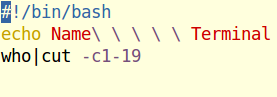 #!/bin/bash
echo Name\ \ \ \ \ \ Terminal
who|cut -c1-19